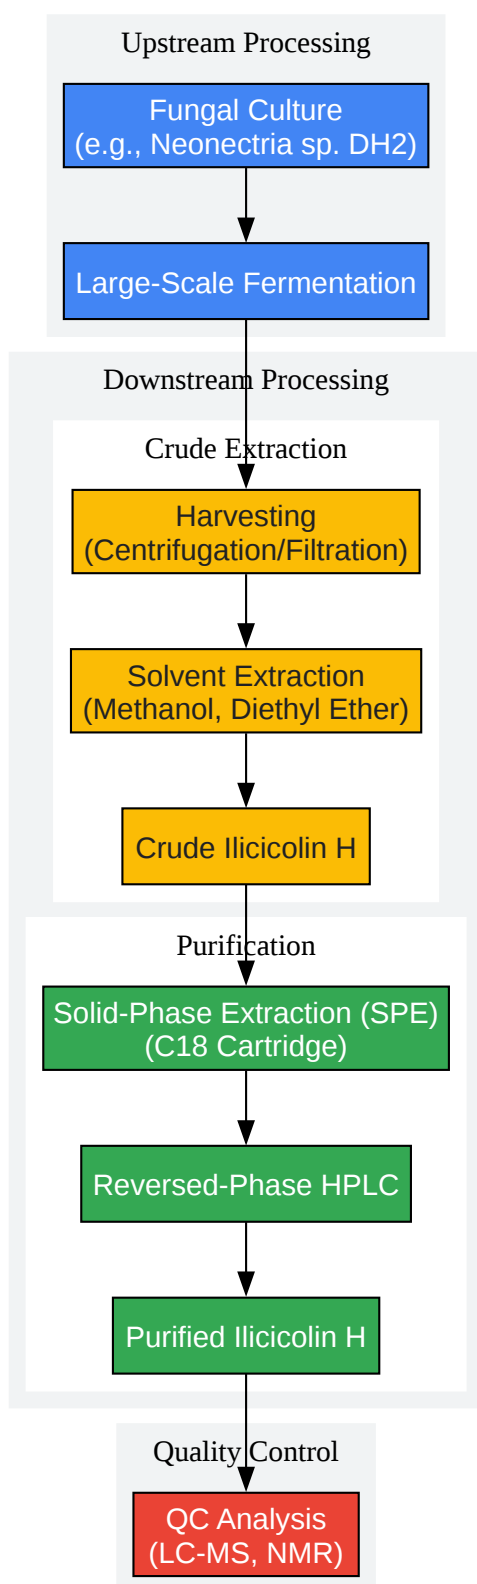 Upstream Processing
Fungal Culture
(e.g., Neonectria sp. DH2)
Large-Scale Fermentation
Downstream Processing
Crude Extraction
Harvesting
(Centrifugation/Filtration)
Solvent Extraction
(Methanol, Diethyl Ether)
Crude Ilicicolin H
Purification
Solid-Phase Extraction (SPE)
(C18 Cartridge)
Reversed-Phase HPLC
Purified Ilicicolin H
Quality Control
QC Analysis
(LC-MS, NMR)